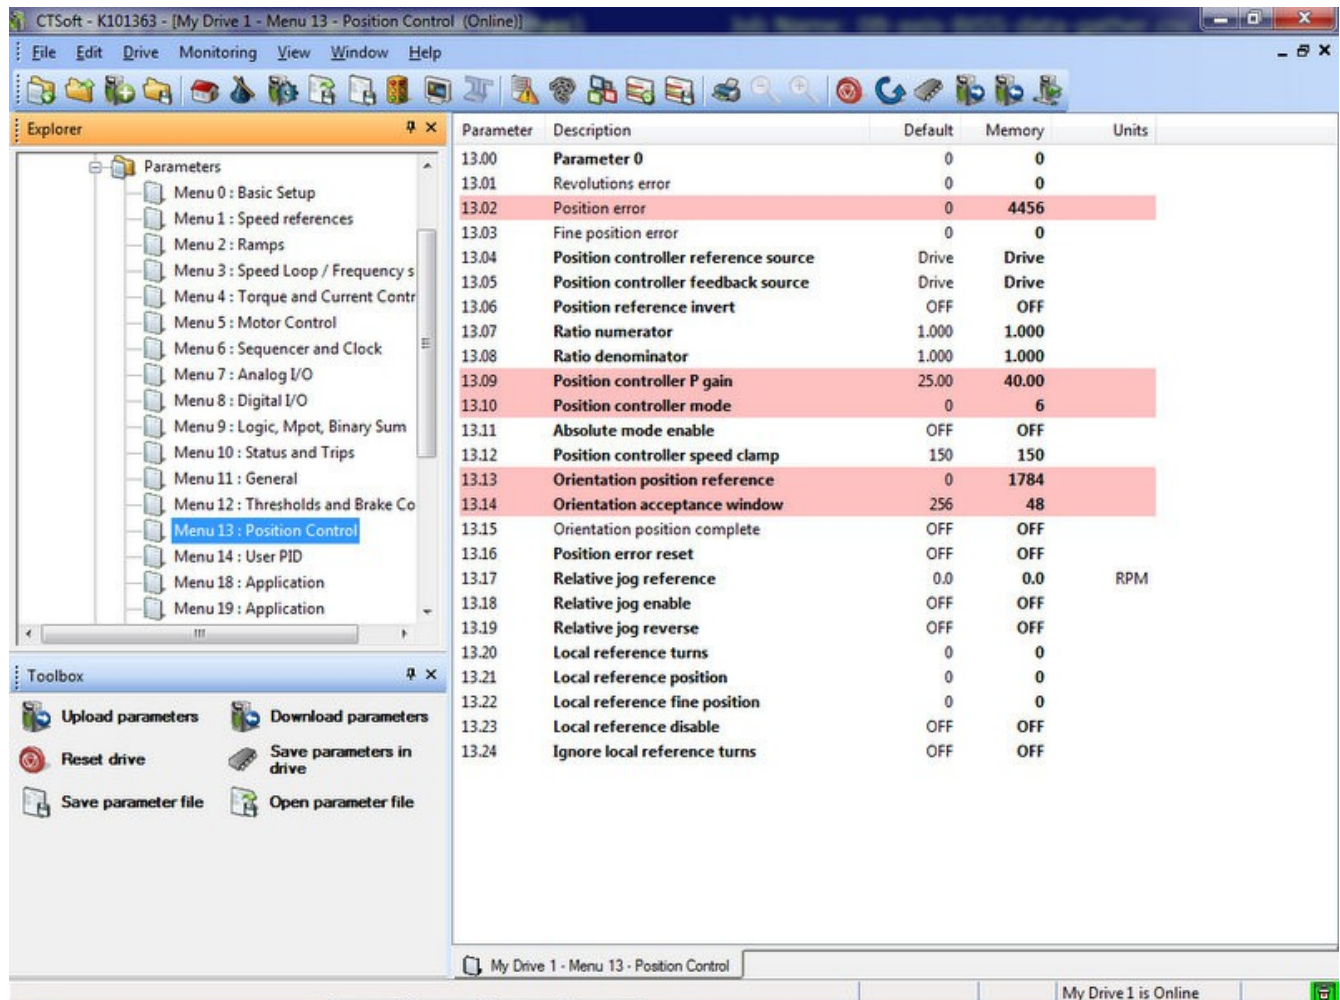 CTSoft - K101363 - [My Drive 1 - Menu 13 - Position Control (Online)]
File Edit Drive Monitoring View Window Help
Explorer
Parameters
Menu 0 : Basic Setup
Menu 1 : Speed references
Menu 2 : Ramps
Menu 3 : Speed Loop / Frequency s
Menu 4 : Torque and Current Contr
Menu 5 : Motor Control
Menu 6 : Sequencer and Clock
Menu 7 : Analog I/O
Menu 8 : Digital I/O
Menu 9 : Logic, Mpot, Binary Sum
Menu 10 : Status and Trips
Menu 11 : General
Menu 12 : Thresholds and Brake Co
Menu 13 : Position Control
Menu 14 : User PID
Menu 18 : Application
Menu 19 : Application
Toolbox
Upload parameters Download parameters
Reset drive Save parameters in
drive
Save parameter file Open parameter file
Parameter Description Default Memory Units
13.00 Parameter 0 0 0
13.01 Revolutions error 0 0
13.02 Position error 0 4456
13.03 Fine position error 0 0
13.04 Position controller reference source Drive Drive
13.05 Position controller feedback source Drive Drive
13.06 Position reference invert OFF OFF
13.07 Ratio numerator 1.000 1.000
13.08 Ratio denominator 1.000 1.000
13.09 Position controller P gain 25.00 40.00
13.10 Position controller mode 0 6
13.11 Absolute mode enable OFF OFF
13.12 Position controller speed clamp 150 150
13.13 Orientation position reference 0 1784
13.14 Orientation acceptance window 256 48
13.15 Orientation position complete OFF OFF
13.16 Position error reset OFF OFF
13.17 Relative jog reference 0.0 0.0 RPM
13.18 Relative jog enable OFF OFF
13.19 Relative jog reverse OFF OFF
13.20 Local reference turns 0 0
13.21 Local reference position 0 0
13.22 Local reference fine position 0 0
13.23 Local reference disable OFF OFF
13.24 Ignore local reference turns OFF OFF
My Drive 1 - Menu 13 - Position Control
My Drive 1 is Online